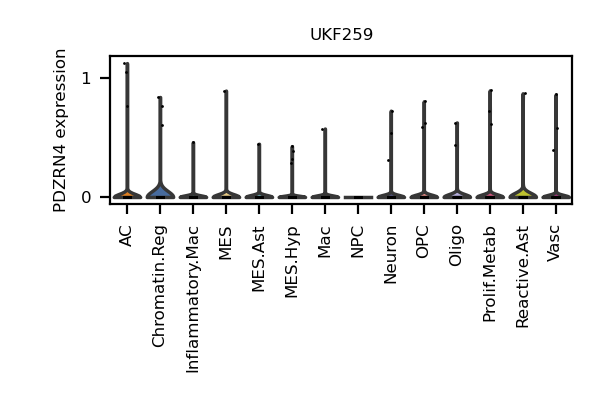 UKF259
PDZRN4 expression
1
0
AC
Chromatin.Reg
Inflammatory.Mac
MES
MES.Ast
MES.Hyp
Mac
NPC
Neuron
OPC
Oligo
Prolif.Metab
Reactive.Ast
Vasc